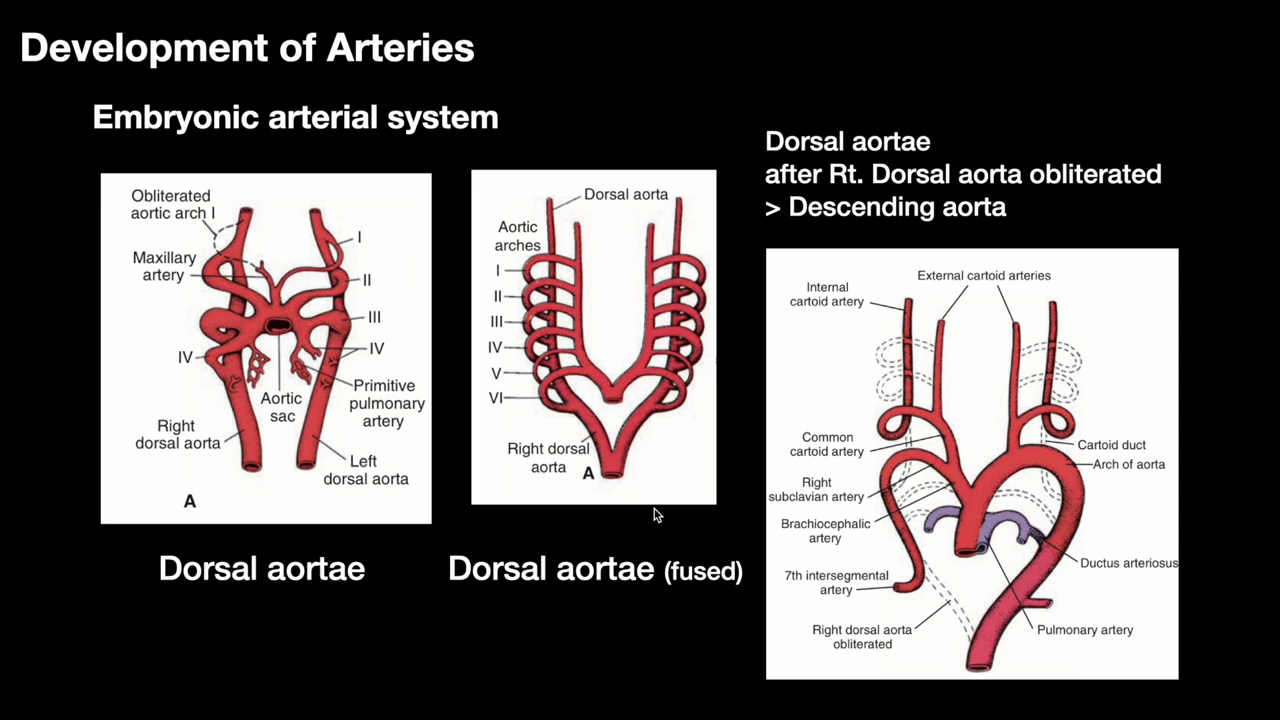 Development of Arteries
Embryonic arterial system
Obliterated
aortic arch I
Maxillary
artery
I
II
III
IV
IV
Primitive
pulmonary
artery
Aortic
sac
Right
dorsal aorta
Left
dorsal aorta
A
Dorsal aortae
Dorsal aorta
Aortic
arches
I
II
III
IV
V
VI
Right dorsal
aorta
A
Dorsal aortae (fused)
Dorsal aortae
after Rt. Dorsal aorta obliterated
> Descending aorta
External cartoid arteries
Internal
cartoid artery
Common
cartoid artery
Cartoid duct
Arch of aorta
Right
subclavian artery
Brachiocephalic
artery
Ductus arteriosus
7th intersegmental
artery
Right dorsal aorta
obliterated
Pulmonary artery